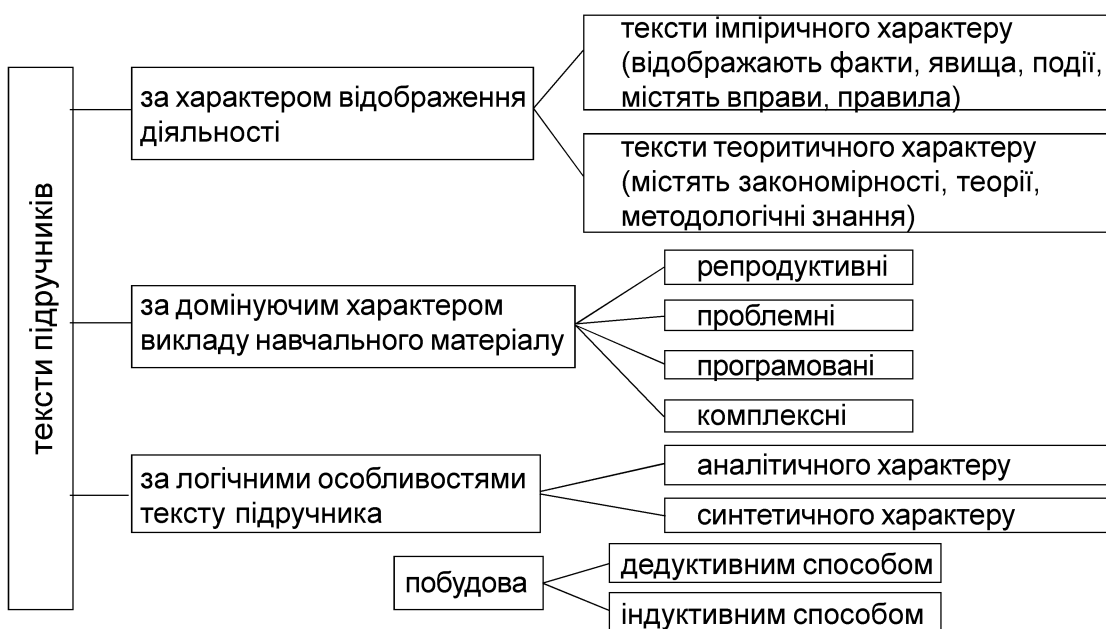 тексти підручників
за характером відображення
діяльності
тексти імпіричного характеру
(відображають факти, явища, події,
містять вправи, правила)
тексти теоритичного характеру
(містять закономірності, теорії,
методологічні знання)
за домінуючим характером
викладу навчального матеріалу
репродуктивні
проблемні
програмовані
комплексні
за логічними особливостями
тексту підручника
аналітичного характеру
синтетичного характеру
побудова
дедуктивним способом
індуктивним способом